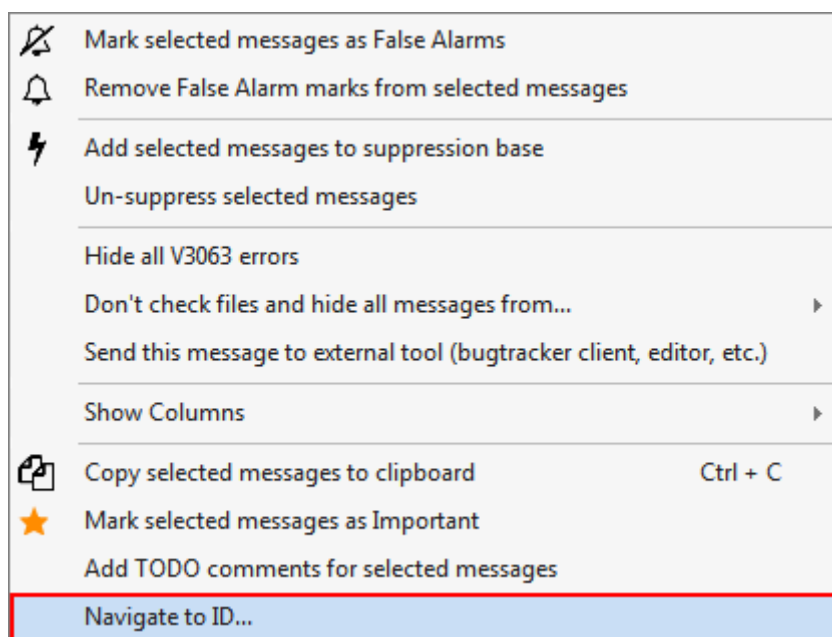 Mark selected messages as False Alarms
Remove False Alarm marks from selected messages
Add selected messages to suppression base
Un-suppress selected messages
Hide all V3063 errors
Don't check files and hide all messages from...
Send this message to external tool (bugtracker client, editor, etc.)
Show Columns
Copy selected messages to clipboard Ctrl + C
Mark selected messages as Important
Add TODO comments for selected messages
Navigate to ID...